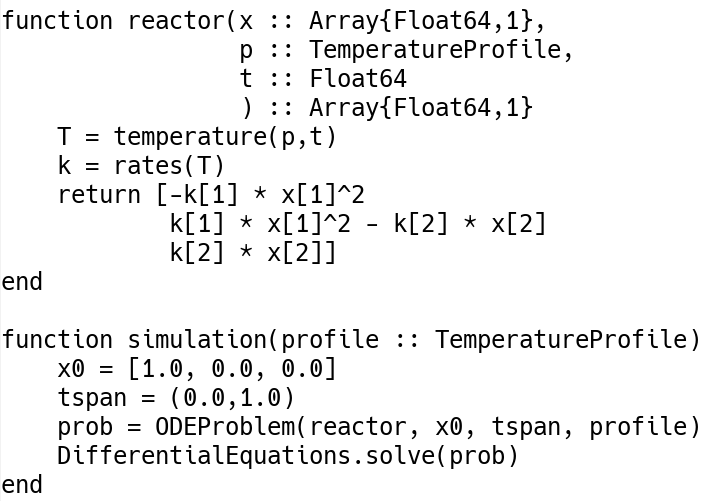 function reactor(x :: Array{Float64,1},
                 p :: TemperatureProfile,
                 t :: Float64
                 ) :: Array{Float64,1}
    T = temperature(p,t)
    k = rates(T)
    return [-k[1] * x[1]^2
            k[1] * x[1]^2 - k[2] * x[2]
            k[2] * x[2]]
end

function simulation(profile :: TemperatureProfile)
    x0 = [1.0, 0.0, 0.0]
    tspan = (0.0,1.0)
    prob = ODEProblem(reactor, x0, tspan, profile)
    DifferentialEquations.solve(prob)
end